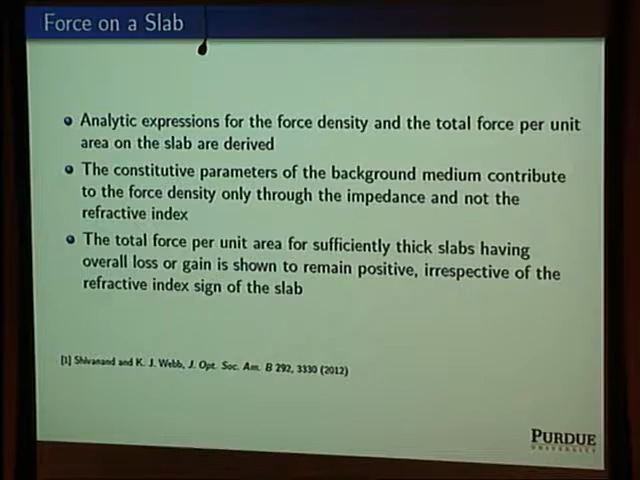 Force on a Slab
Analytic expressions for the force density and the total force per unit
area on the slab are derived
The constitutive parameters of the background medium contribute
to the force density only through the impedance and not the
refractive index
The total force per unit area for sufficiently thick slabs having
overall loss or gain is shown to remain positive, irrespective of the
refractive index sign of the slab
[1] Shivanand and K. J. Webb, J. Opt. Soc. Am. B 292, 3330 (2012)
PURDUE
UNIVERSITY